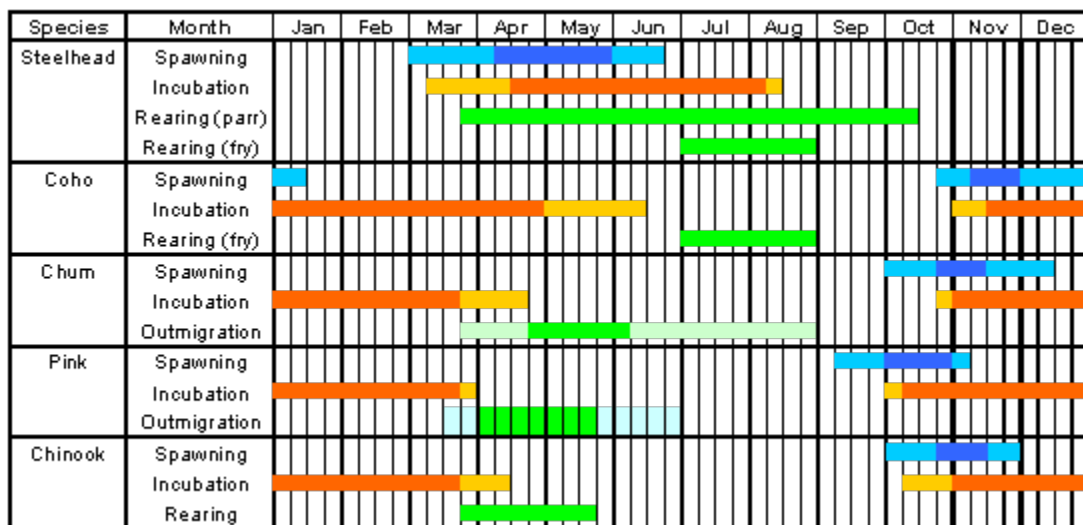 Species Month Jan Feb Mar Apr May Jun Jul Aug Sep Oct Nov Dec
Steelhead Spawning
Incubation
Rearing (parr)
Rearing (fry)
Coho Spawning
Incubation
Rearing (fry)
Chum Spawning
Incubation
Outmigration
Pink Spawning
Incubation
Outmigration
Chinook Spawning
Incubation
Rearing